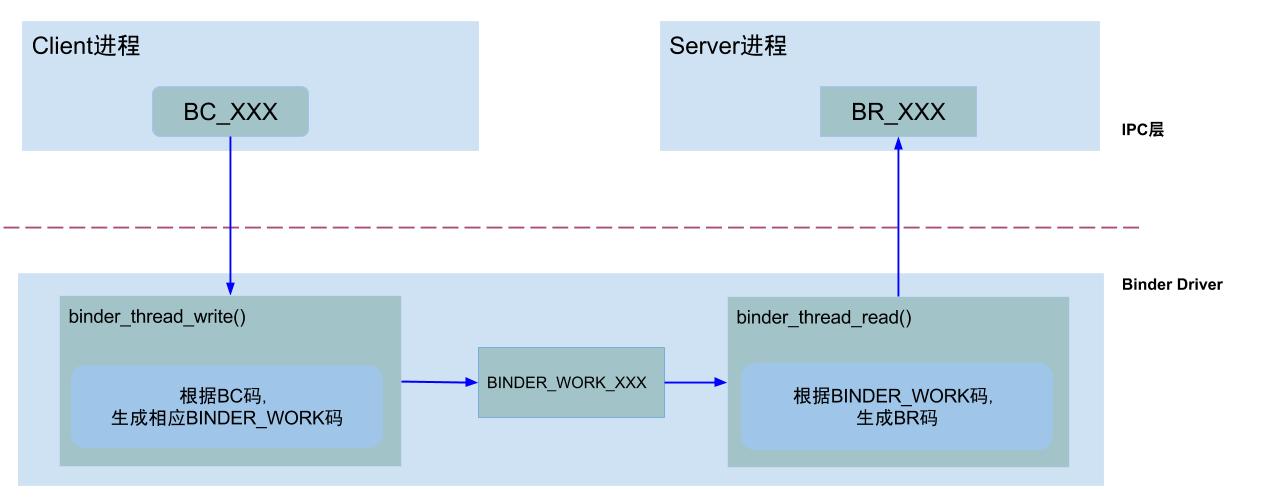 Client进程
Server进程
BC_XXX
BR_XXX
IPC层
Binder Driver
binder_thread_write()
binder_thread_read()
根据BC码,
生成相应BINDER_WORK码
BINDER_WORK_XXX
根据BINDER_WORK码,
生成BR码